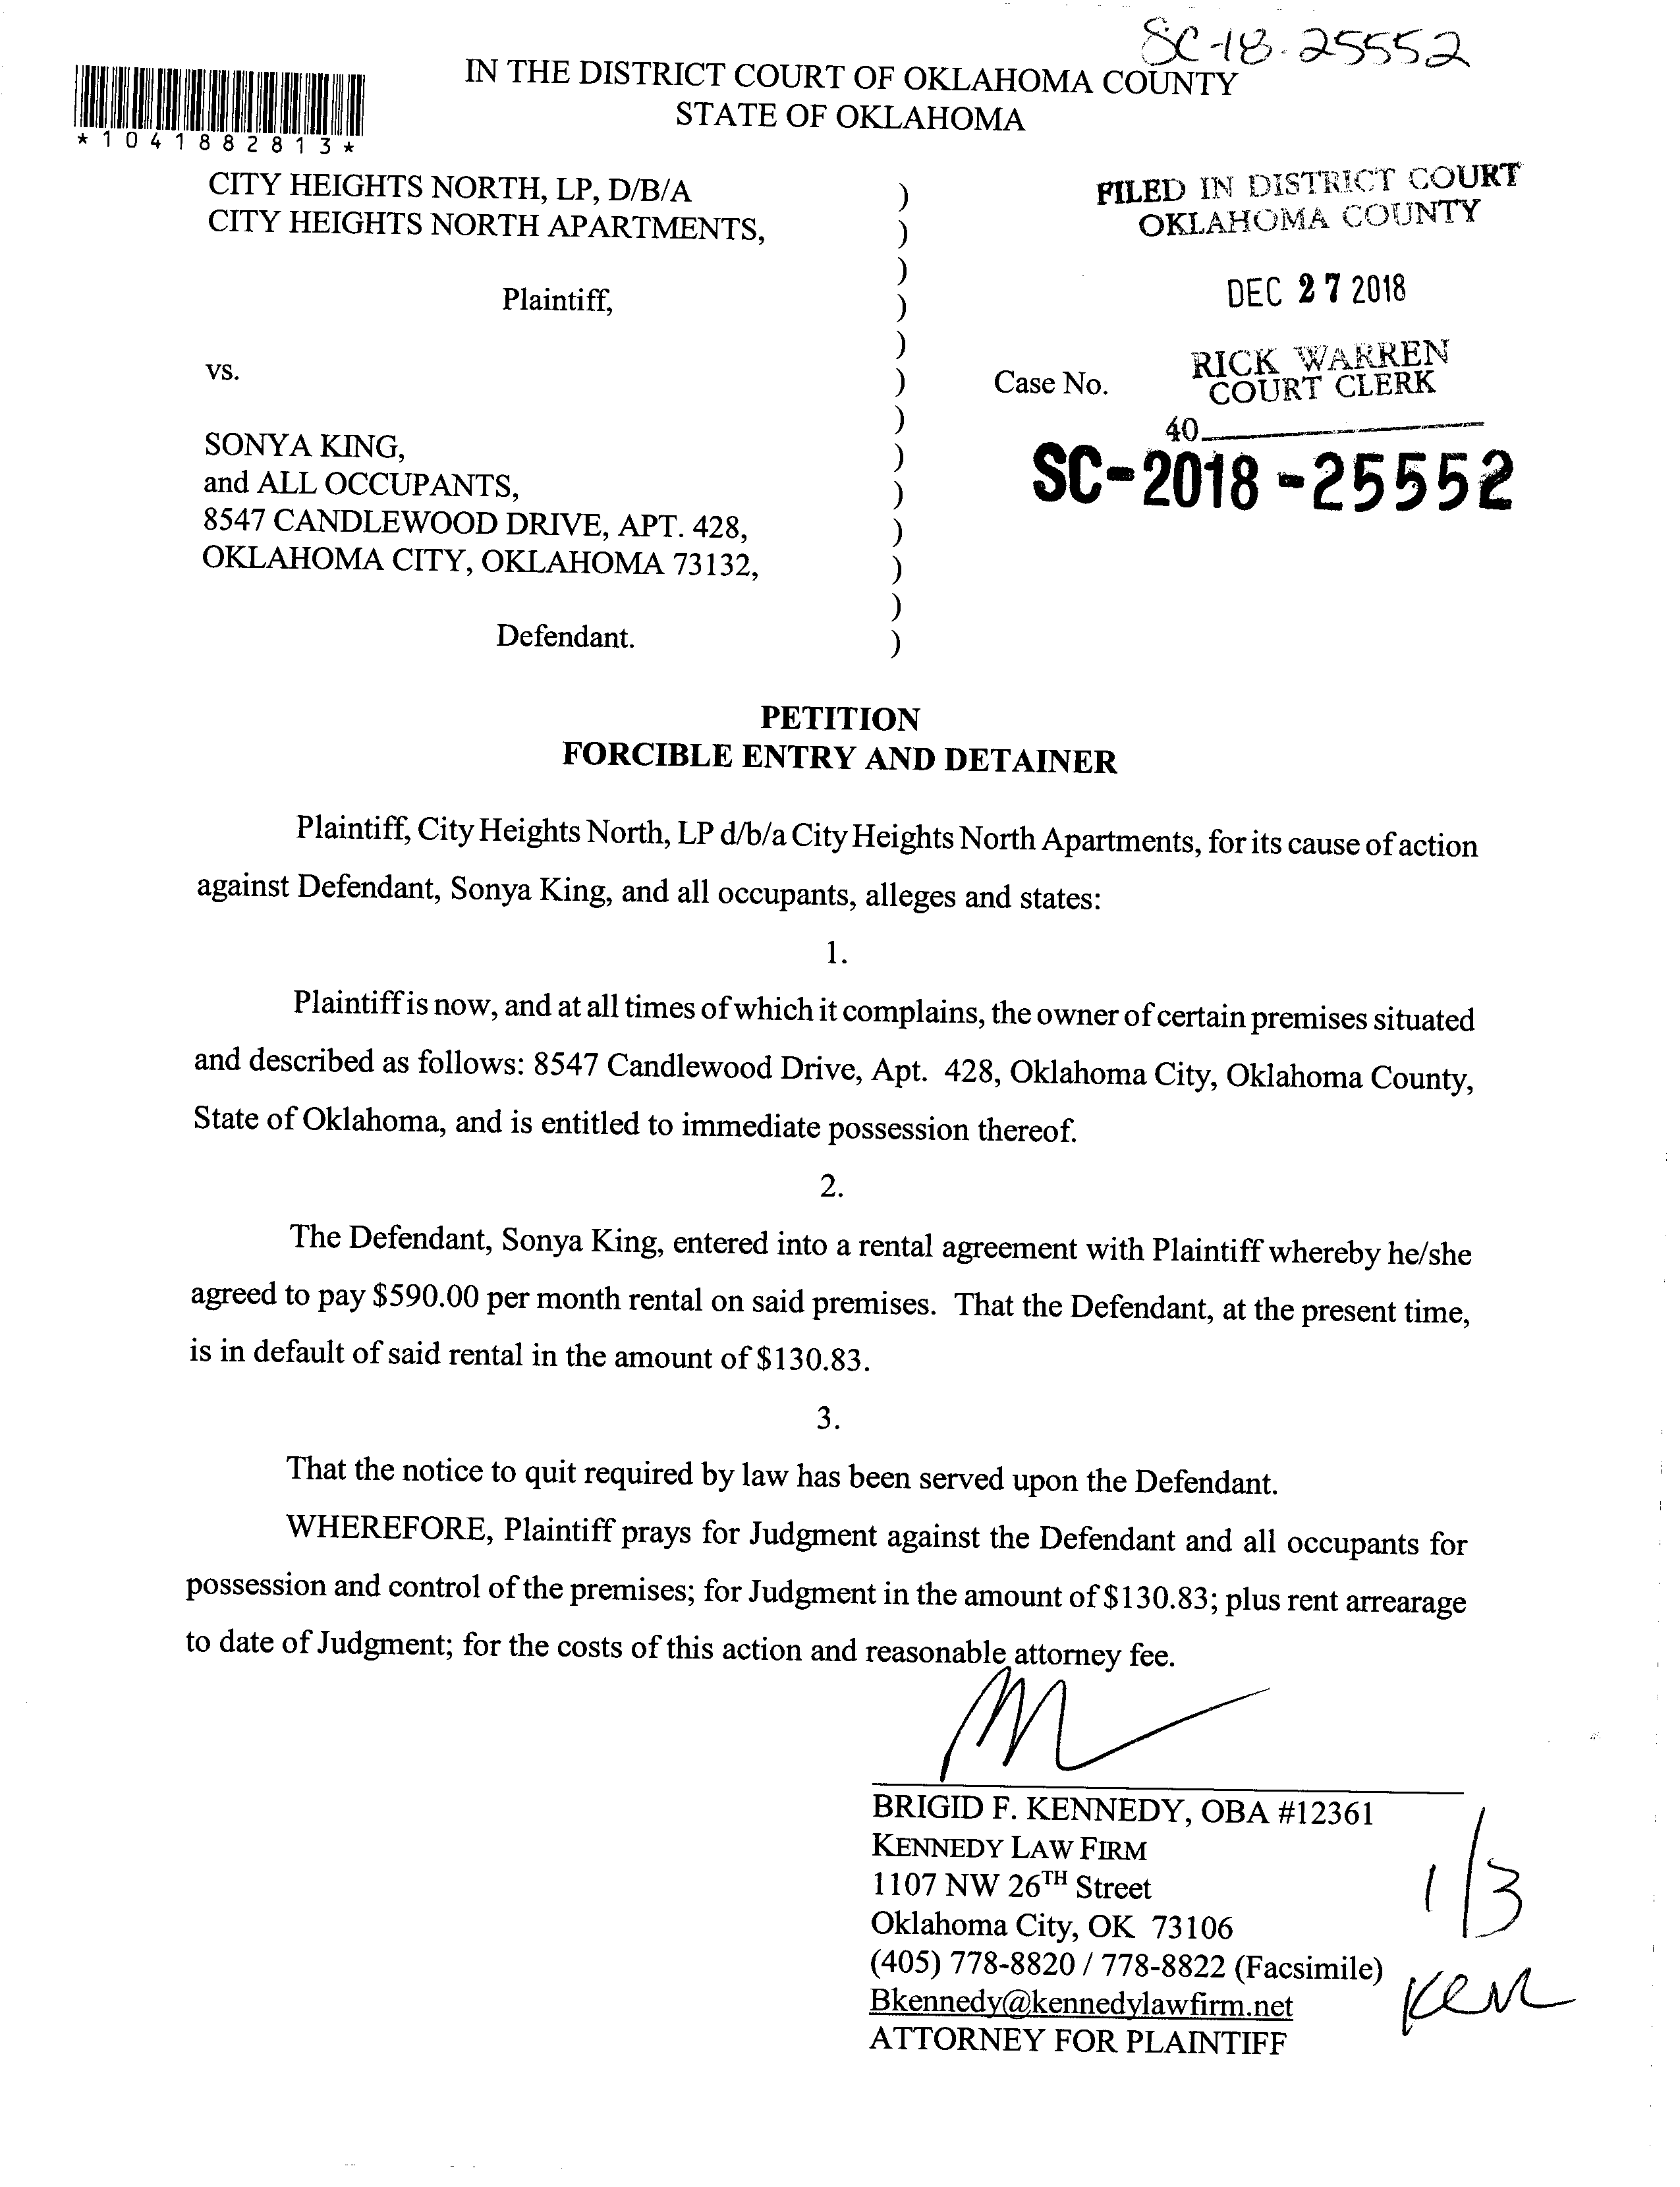 SC-18-25552
IN THE DISTRICT COURT OF OKLAHOMA COUNTY
STATE OF OKLAHOMA
*1041882813*
CITY HEIGHTS NORTH, LP, D/B/A
CITY HEIGHTS NORTH APARTMENTS,
Plaintiff,
vs.
SONYA KING,
and ALL OCCUPANTS,
8547 CANDLEWOOD DRIVE, APT. 428,
OKLAHOMA CITY, OKLAHOMA 73132,
Defendant.
)
)
)
)
)
)
)
)
)
)
)
)
)
FILED IN DISTRICT COURT
OKLAHOMA COUNTY
DEC 27 2018
RICK WARREN
COURT CLERK
Case No.
40
SC-2018-25552
PETITION
FORCIBLE ENTRY AND DETAINER
Plaintiff, City Heights North, LP d/b/a City Heights North Apartments, for its cause of action
against Defendant, Sonya King, and all occupants, alleges and states:
1.
Plaintiff is now, and at all times of which it complains, the owner of certain premises situated
and described as follows: 8547 Candlewood Drive, Apt. 428, Oklahoma City, Oklahoma County,
State of Oklahoma, and is entitled to immediate possession thereof.
2.
The Defendant, Sonya King, entered into a rental agreement with Plaintiff whereby he/she
agreed to pay $590.00 per month rental on said premises. That the Defendant, at the present time,
is in default of said rental in the amount of $130.83.
3.
That the notice to quit required by law has been served upon the Defendant.
WHEREFORE, Plaintiff prays for Judgment against the Defendant and all occupants for
possession and control of the premises; for Judgment in the amount of $130.83; plus rent arrearage
to date of Judgment; for the costs of this action and reasonable attorney fee.
BRIGID F. KENNEDY, OBA #12361
KENNEDY LAW FIRM
1107 NW 26TH Street
Oklahoma City, OK 73106
(405) 778-8820 / 778-8822 (Facsimile)
Bkennedy@kennedylawfirm.net
ATTORNEY FOR PLAINTIFF
1/3